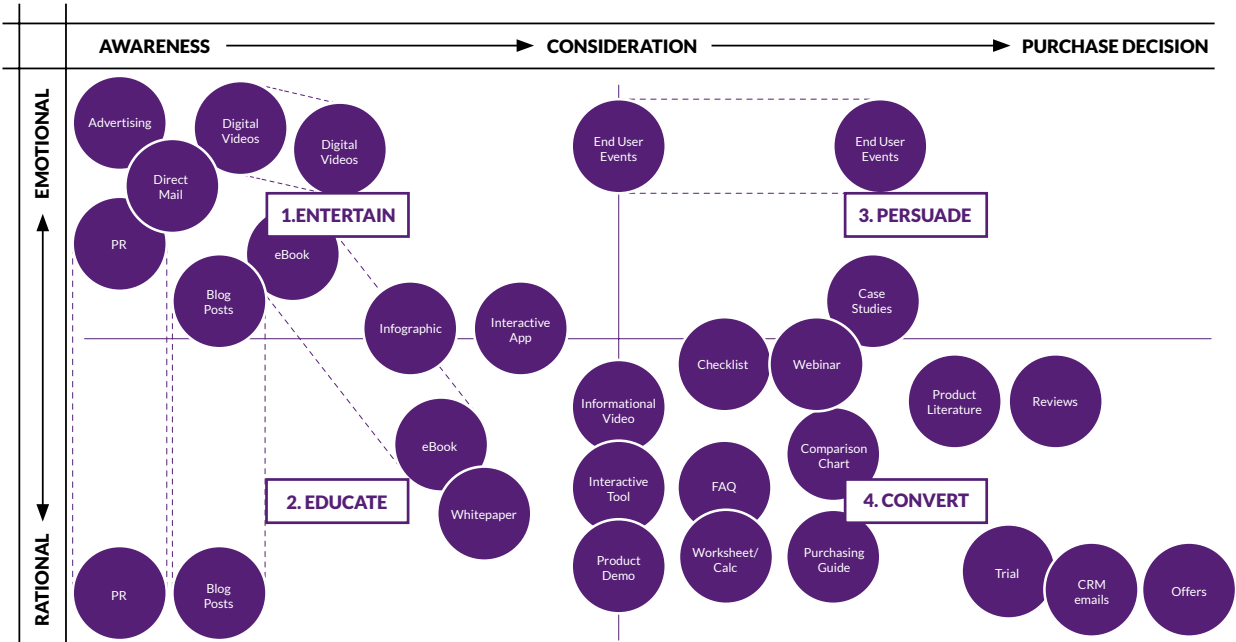 AWARENESS
CONSIDERATION
PURCHASE DECISION
EMOTIONAL
RATIONAL
Advertising
Digital
Videos
Digital
Videos
Direct
Mail
PR
1.ENTERTAIN
eBook
Blog
Posts
Infographic
Interactive
App
End User
Events
End User
Events
3. PERSUADE
Case
Studies
Checklist
Webinar
Product
Literature
Reviews
Informational
Video
eBook
Comparison
Chart
Interactive
Tool
FAQ
2. EDUCATE
4. CONVERT
Whitepaper
Product
Demo
Worksheet/
Calc
Purchasing
Guide
Trial
CRM
emails
Offers
PR
Blog
Posts